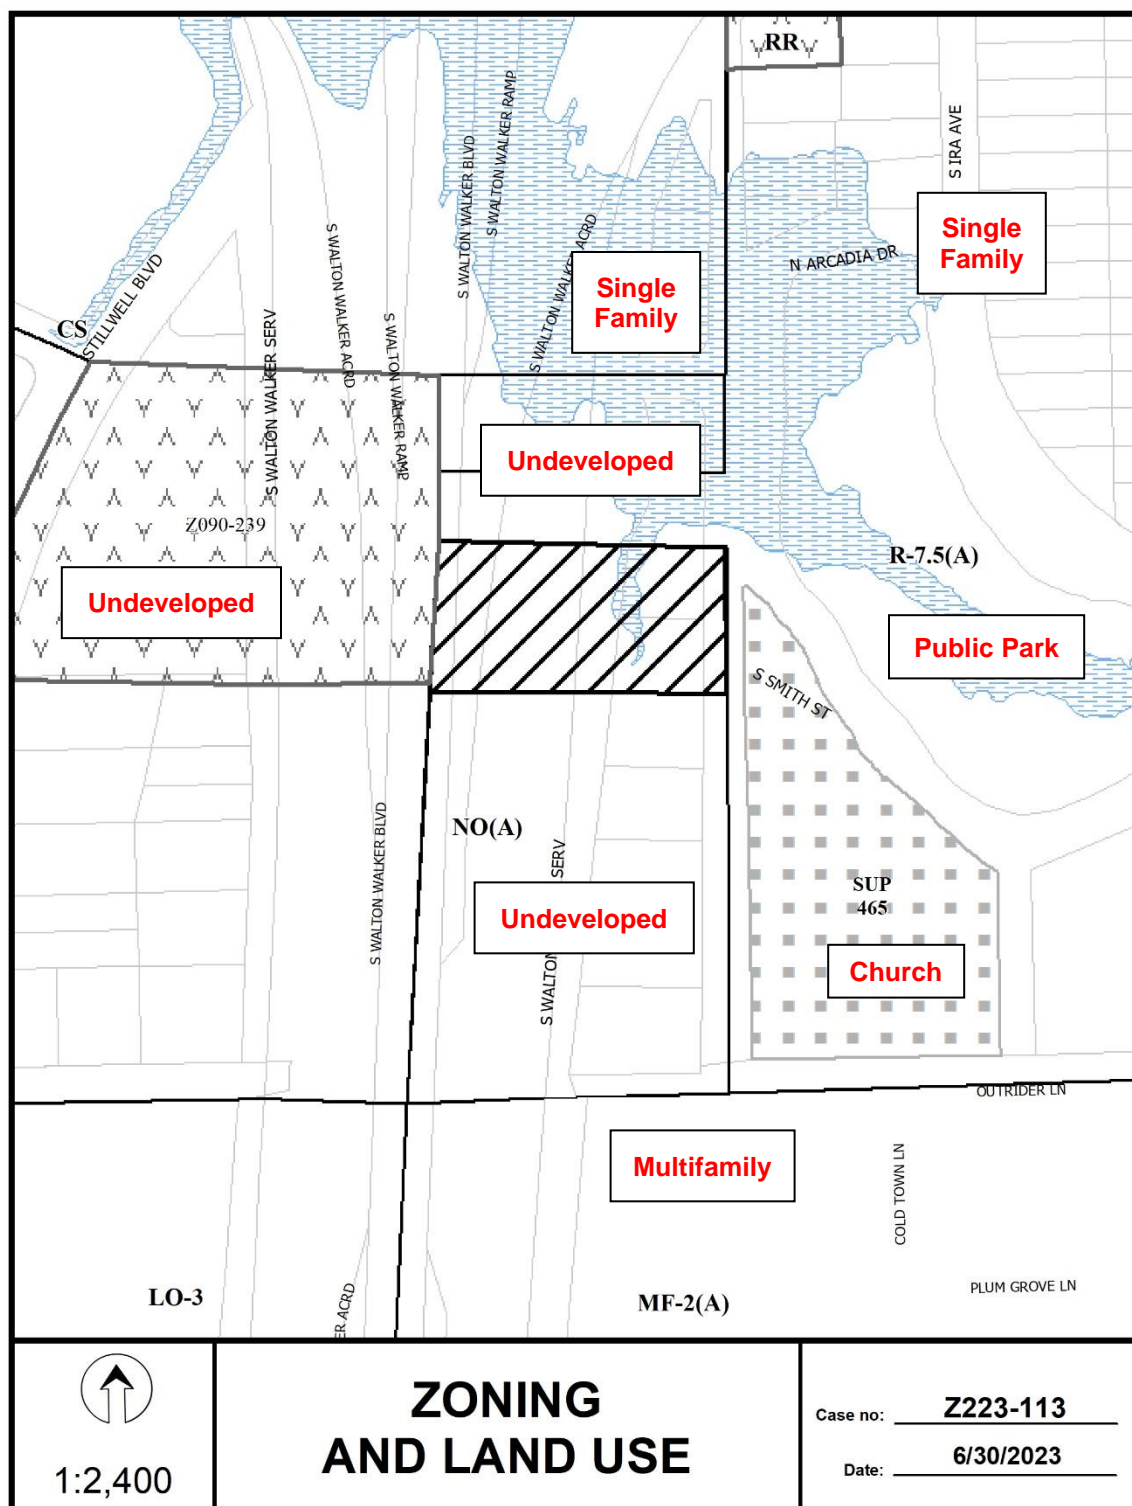 RR
S IRA AVE
S WALTON WALKER RAMP
S WALTON WALKER BLVD
Single
Family
S WALTON WALKER ACRD
N ARCADIA DR
Single
Family
S WALTON WALKER ACRD
STILLWELL BLVD
CS
S WALTON WALKER SERV
S WALTON WALKER RAMP
Undeveloped
Z090-239
R-7.5(A)
Undeveloped
Public Park
S SMITH ST
NO(A)
S WALTON WALKER BLVD
SERV
S WALTON
Undeveloped
SUP
465
Church
OUTRIDER LN
Multifamily
COLD TOWN LN
LO-3
ER ACRD
MF-2(A)
PLUM GROVE LN
1:2,400
ZONING
AND LAND USE
Case no: Z223-113
Date: 6/30/2023